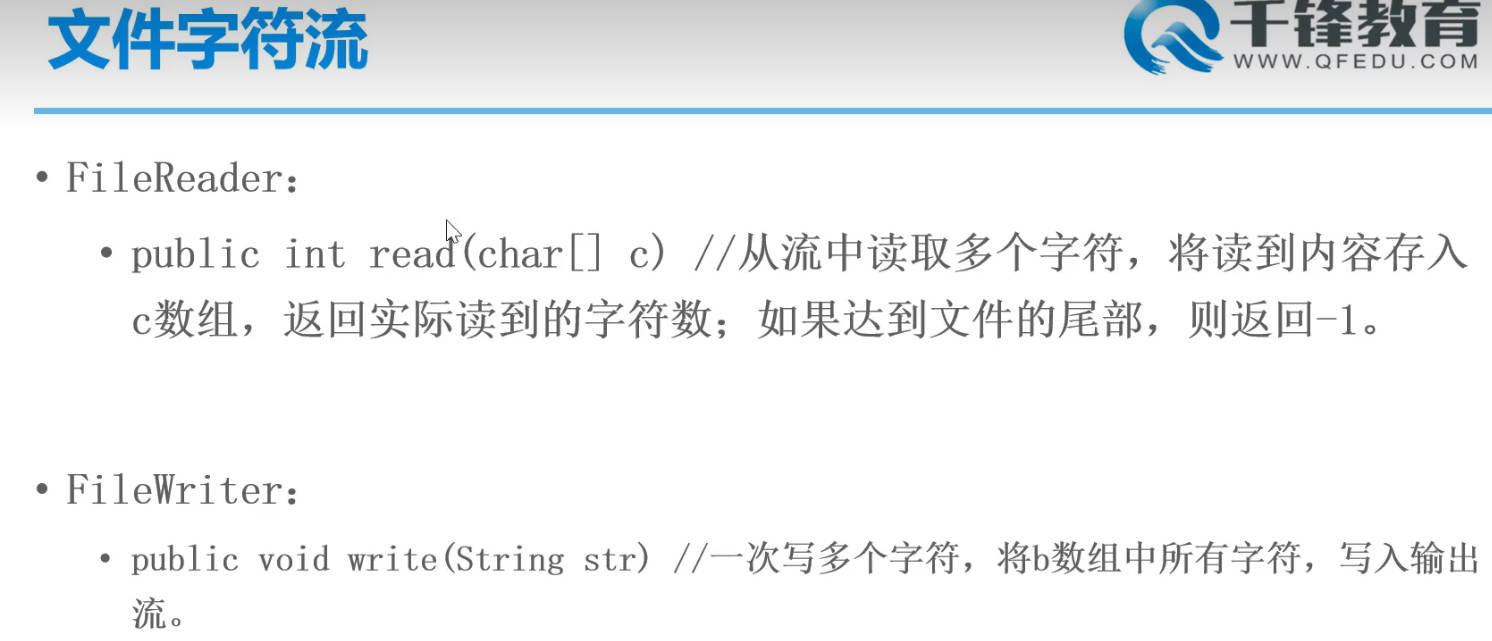 文件字符流
千锋教育
WWW.QFEDU.COM
• FileReader：
• public int read(char[] c) //从流中读取多个字符，将读到内容存入
c数组，返回实际读到的字符数；如果达到文件的尾部，则返回-1。
• FileWriter：
• public void write(String str) //一次写多个字符，将b数组中所有字符，写入输出
流。